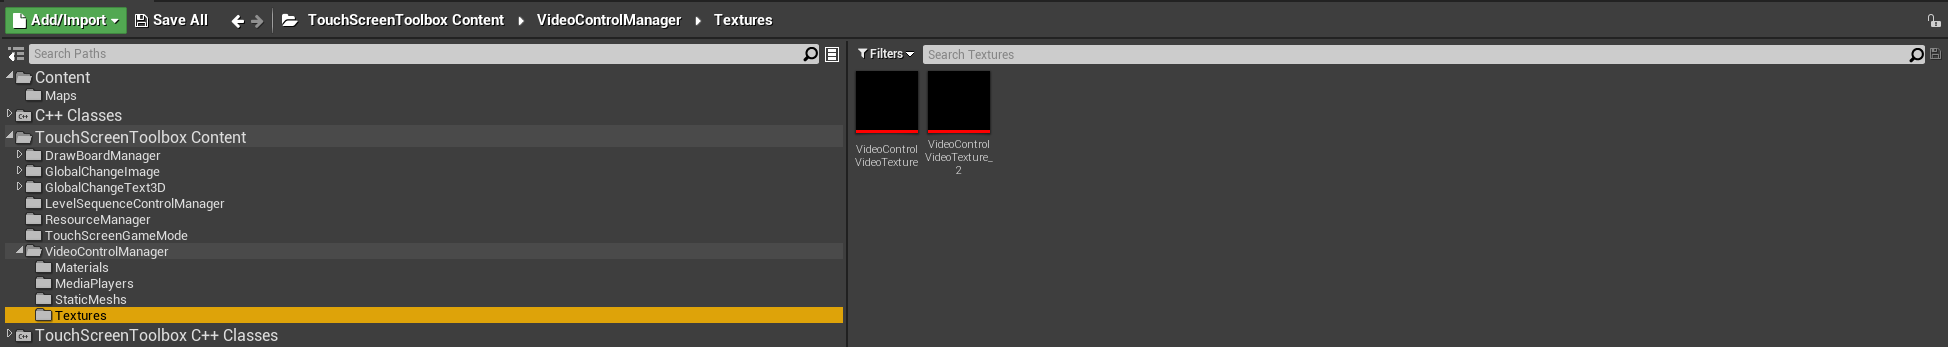 Add/Import
Save All
TouchScreenToolbox Content
VideoControlManager
Textures
Search Paths
Content
Maps
C++ Classes
TouchScreenToolbox Content
DrawBoardManager
GlobalChangeImage
GlobalChangeText3D
LevelSequenceControlManager
ResourceManager
TouchScreenGameMode
VideoControlManager
Materials
MediaPlayers
StaticMeshs
Textures
TouchScreenToolbox C++ Classes
Filters
Search Textures
VideoControl
VideoTexture
VideoControl
VideoTexture_
2